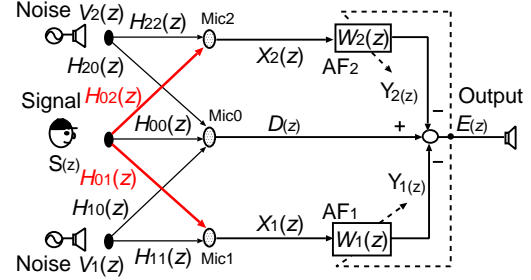 Noise V2(z) H22(z) Mic2 W2(z)
X2(z)
H20(z) AF2
H02(z) Y2(z)
Signal Output
H00(z) Mic0 D(z) + − E(z)
S(z) H01(z) −
H10(z) Y1(z)
X1(z) AF1
Noise V1(z) H11(z) Mic1 W1(z)